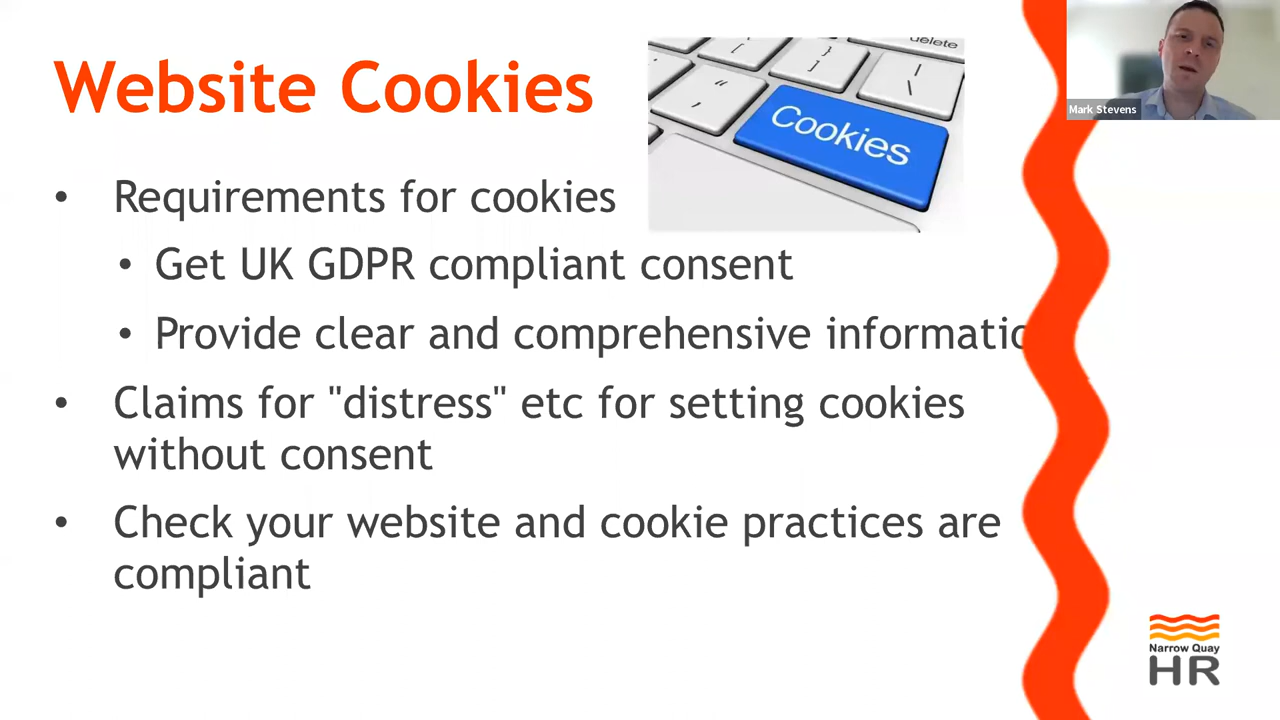 Website Cookies
delete
Cookies
Mark Stevens
• Requirements for cookies
• Get UK GDPR compliant consent
• Provide clear and comprehensive informatio
• Claims for "distress" etc for setting cookies
without consent
• Check your website and cookie practices are
compliant
Narrow Quay
HR